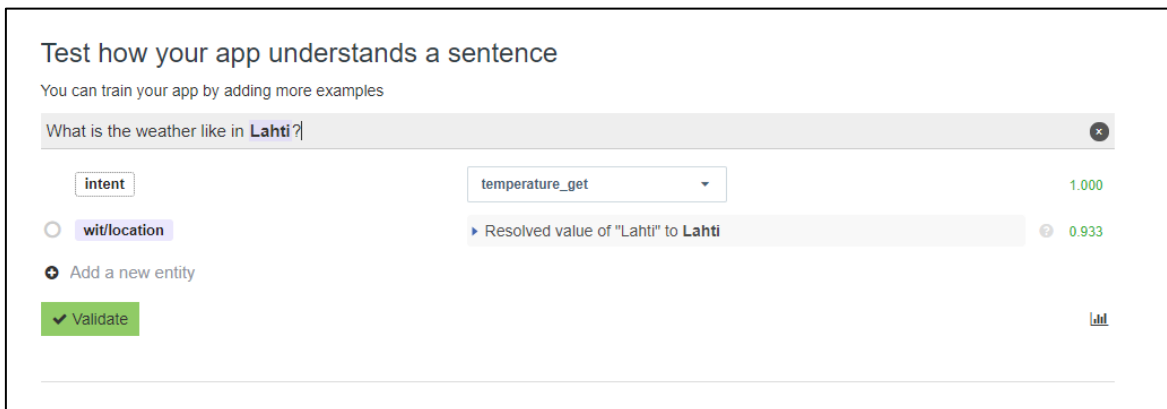 Test how your app understands a sentence
You can train your app by adding more examples
What is the weather like in Lahti?
intent temperature_get 1.000
wit/location Resolved value of "Lahti" to Lahti 0.933
Add a new entity
Validate